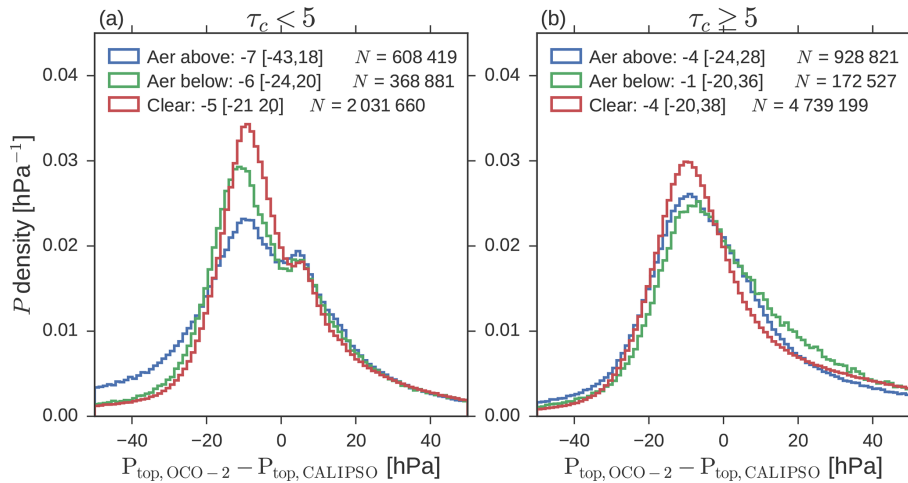 (a) τc < 5
Aer above: -7 [-43,18] N = 608 419
Aer below: -6 [-24,20] N = 368 881
Clear: -5 [-21 20] N = 2 031 660
P density [hPa⁻¹]
0.04
0.03
0.02
0.01
0.00
−40 −20 0 20 40
Ptop, OCO−2 − Ptop, CALIPSO [hPa]
(b) τc ≥ 5
Aer above: -4 [-24,28] N = 928 821
Aer below: -1 [-20,36] N = 172 527
Clear: -4 [-20,38] N = 4 739 199
0.04
0.03
0.02
0.01
0.00
−40 −20 0 20 40
Ptop, OCO−2 − Ptop, CALIPSO [hPa]